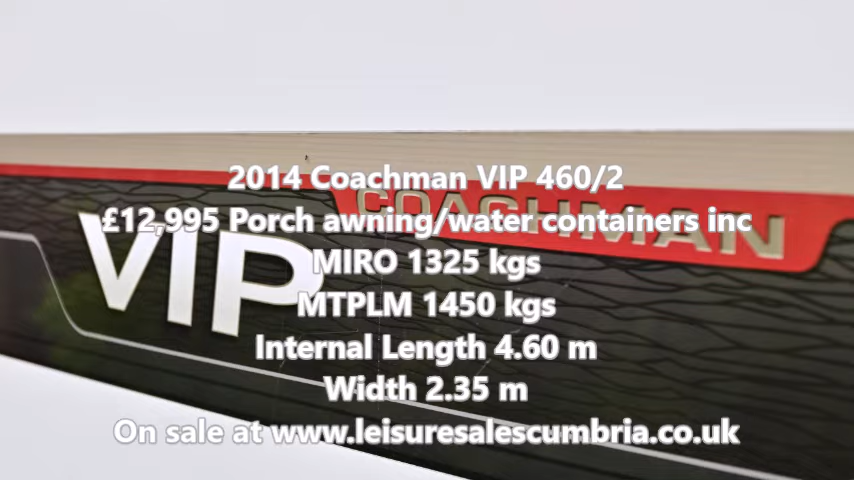 2014 Coachman VIP 460/2
COACHMAN
£12,995 Porch awning/water containers inc
VIP
MIRO 1325 kgs
MTPLM 1450 kgs
Internal Length 4.60 m
Width 2.35 m
On sale at www.leisuresalescumbria.co.uk